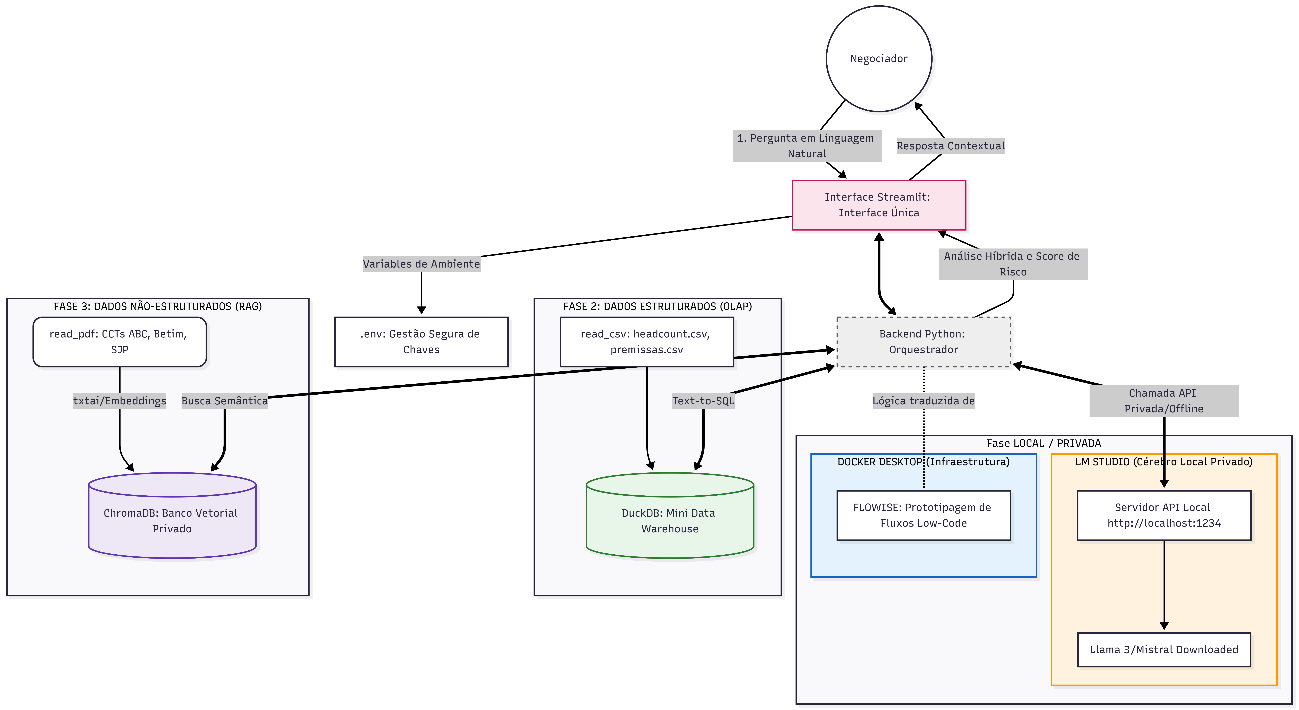 Negociador
1. Pergunta em Linguagem
Natural
Resposta Contextual
Interface Streamlit:
Interface Única
Variáveis de Ambiente
Análise Híbrida e Score de
Risco
FASE 3: DADOS NÃO-ESTRUTURADOS (RAG)
read_pdf: CCTs ABC, Betim,
SJP
.env: Gestão Segura de
Chaves
FASE 2: DADOS ESTRUTURADOS (OLAP)
read_csv: headcount.csv,
premissas.csv
Backend Python:
Orquestrador
txtai/Embeddings
Busca Semântica
Text-to-SQL
Lógica traduzida de
Chamada API
Privada/Offline
Fase LOCAL / PRIVADA
DOCKER DESKTOP (Infraestrutura)
LM STUDIO (Cérebro Local Privado)
ChromaDB: Banco Vetorial
Privado
DuckDB: Mini Data
Warehouse
FLOWISE: Prototipagem de
Fluxos Low-Code
Servidor API Local
http://localhost:1234
Llama 3/Mistral Downloaded